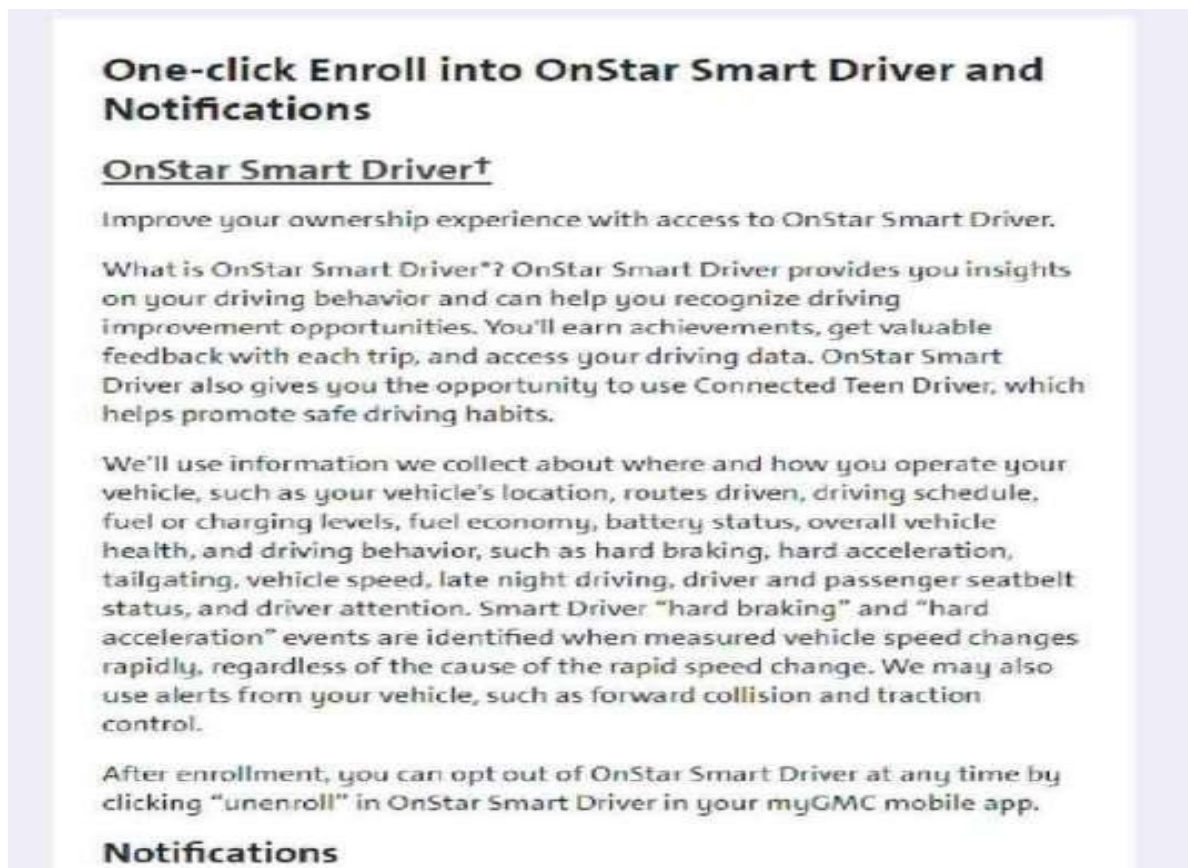 One-click Enroll into OnStar Smart Driver and
Notifications
OnStar Smart Driver†
Improve your ownership experience with access to OnStar Smart Driver.
What is OnStar Smart Driver*? OnStar Smart Driver provides you insights
on your driving behavior and can help you recognize driving
improvement opportunities. You'll earn achievements, get valuable
feedback with each trip, and access your driving data. OnStar Smart
Driver also gives you the opportunity to use Connected Teen Driver, which
helps promote safe driving habits.
We'll use information we collect about where and how you operate your
vehicle, such as your vehicle's location, routes driven, driving schedule,
fuel or charging levels, fuel economy, battery status, overall vehicle
health, and driving behavior, such as hard braking, hard acceleration,
tailgating, vehicle speed, late night driving, driver and passenger seatbelt
status, and driver attention. Smart Driver "hard braking" and "hard
acceleration" events are identified when measured vehicle speed changes
rapidly, regardless of the cause of the rapid speed change. We may also
use alerts from your vehicle, such as forward collision and traction
control.
After enrollment, you can opt out of OnStar Smart Driver at any time by
clicking "unenroll" in OnStar Smart Driver in your myGMC mobile app.
Notifications